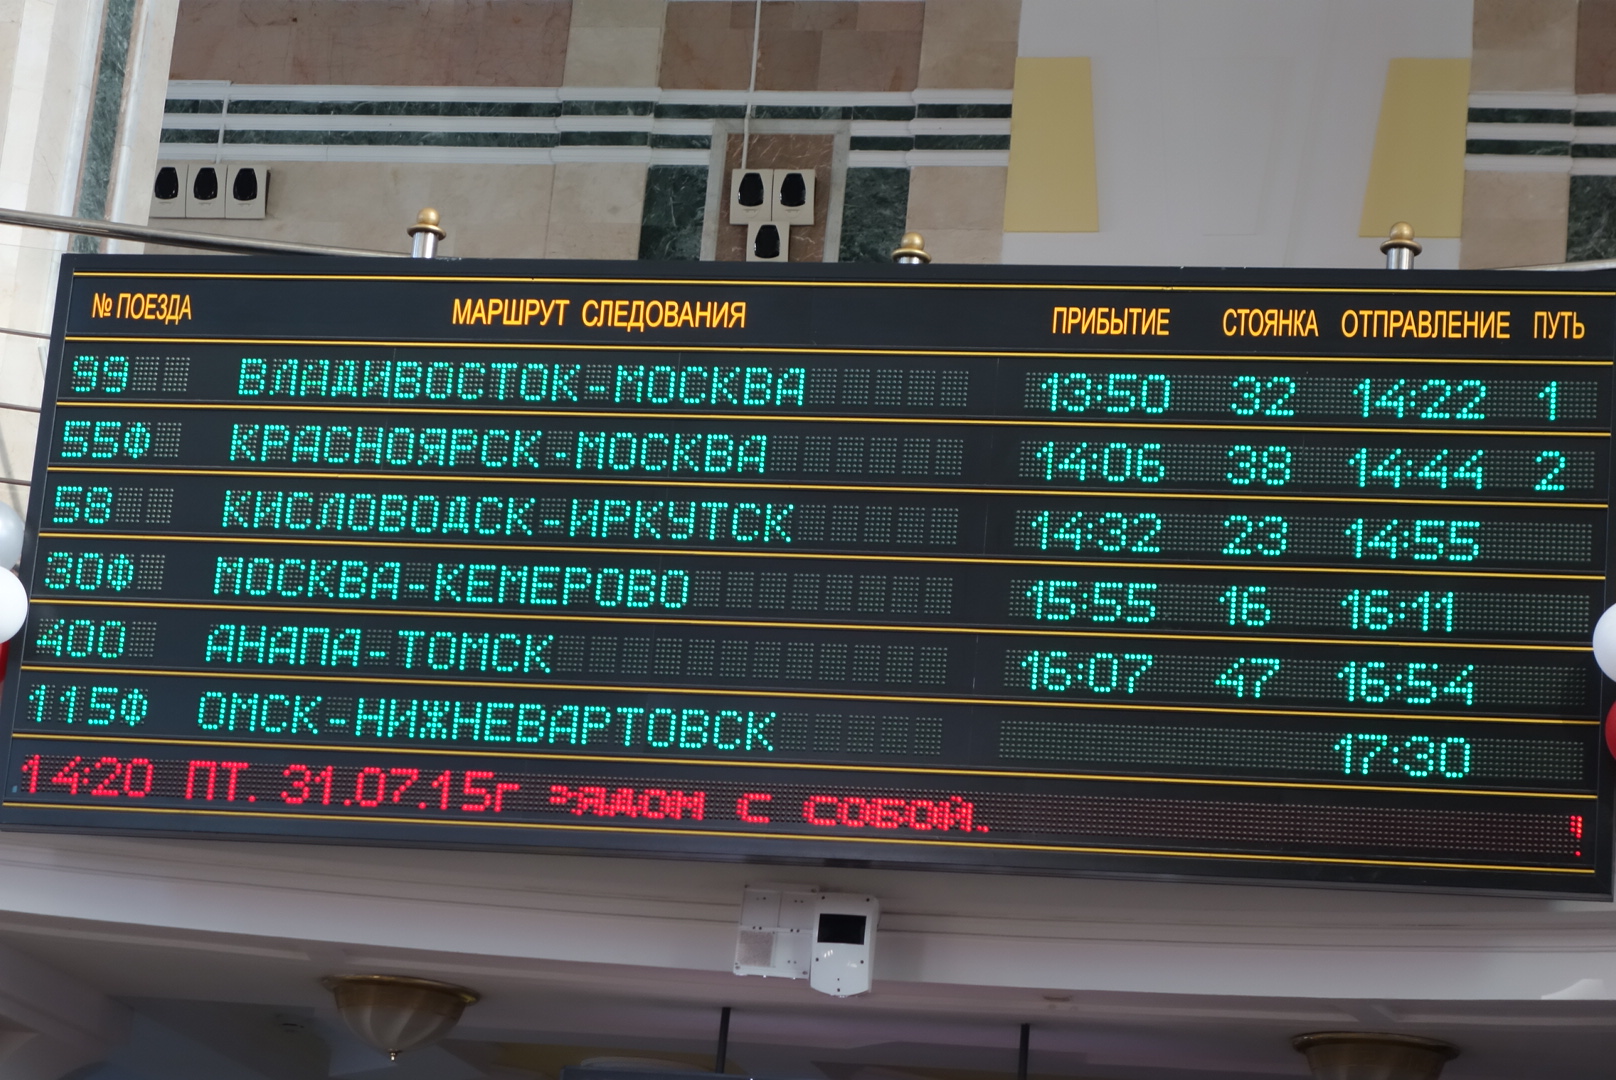 № ПОЕЗДА МАРШРУТ СЛЕДОВАНИЯ ПРИБЫТИЕ СТОЯНКА ОТПРАВЛЕНИЕ ПУТЬ
99 ВЛАДИВОСТОК-МОСКВА 13:50 32 14:22 1
55Ф КРАСНОЯРСК-МОСКВА 14:06 38 14:44 2
58 КИСЛОВОДСК-ИРКУТСК 14:32 23 14:55
30Ф МОСКВА-КЕМЕРОВО 15:55 16 16:11
400 АНАПА-ТОМСК 16:07 47 16:54
115Ф ОМСК-НИЖНЕВАРТОВСК 17:30
14:20 ПТ. 31.07.15г С СОБОЙ.